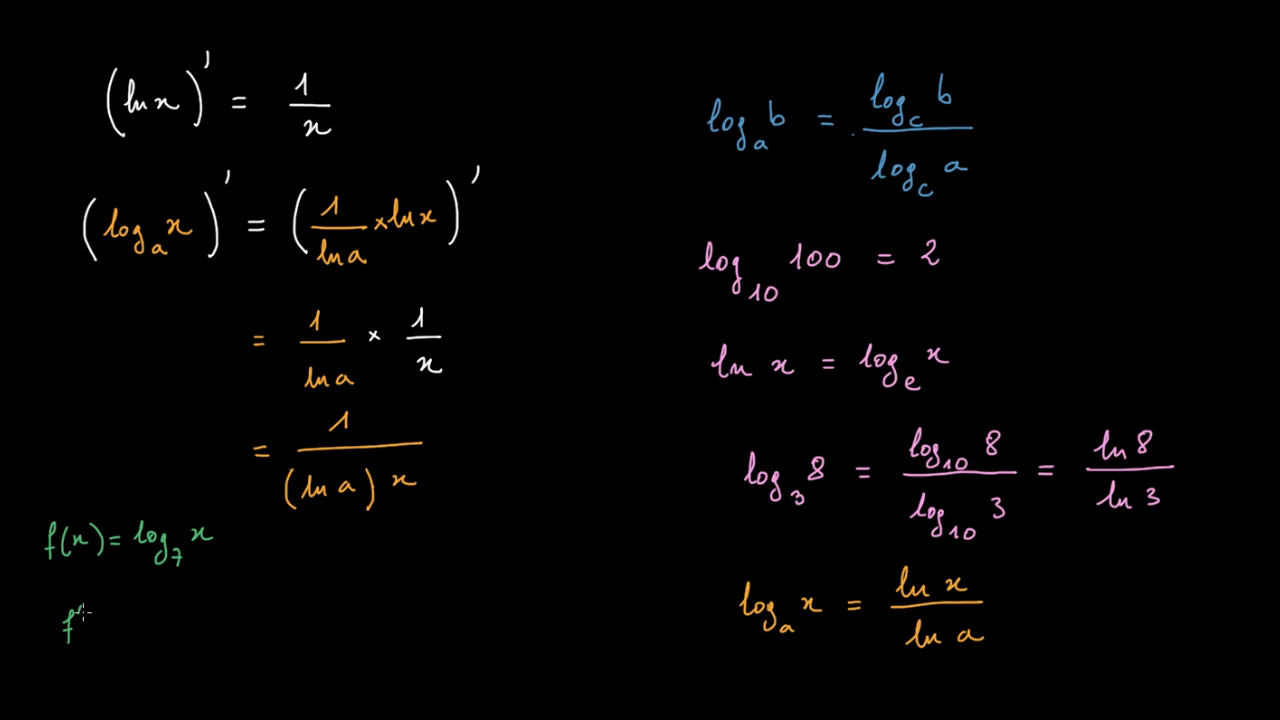 (ln x)' = 1/x
(log_a x)' = (1/ln a × ln x)'
= 1/ln a × 1/x
= 1/(ln a) x
f(x) = log_7 x
f'
log_a b = log_c b / log_c a
log_10 100 = 2
ln x = log_e x
log_3 8 = log_10 8 / log_10 3 = ln 8 / ln 3
log_a x = ln x / ln a